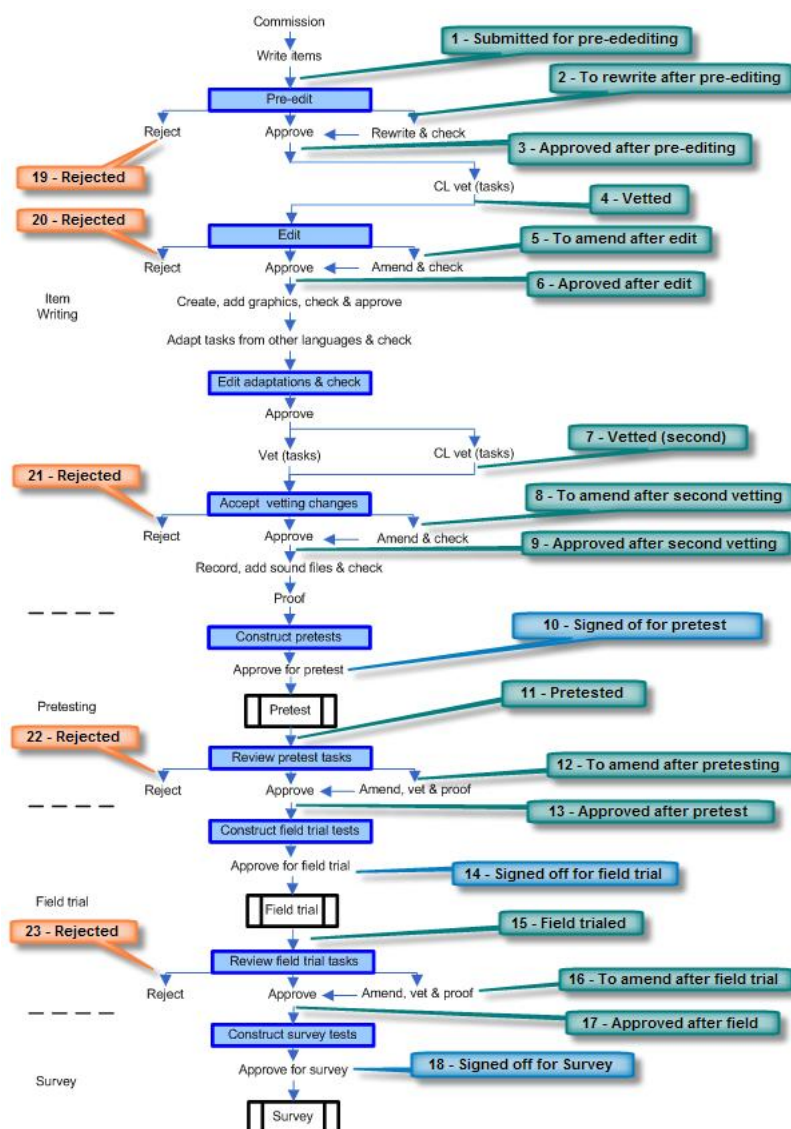 Commission
1 - Submitted for pre-edediting
Write items
2 - To rewrite after pre-editing
Pre-edit
Reject
Approve
Rewrite & check
3 - Approved after pre-editing
19 - Rejected
CL vet (tasks)
4 - Vetted
20 - Rejected
Edit
5 - To amend after edit
Reject
Approve
Amend & check
6 - Aproved after edit
Item
Writing
Create, add graphics, check & approve
Adapt tasks from other languages & check
Edit adaptations & check
Approve
7 - Vetted (second)
Vet (tasks)
CL vet (tasks)
21 - Rejected
Accept vetting changes
8 - To amend after second vetting
Reject
Approve
Amend & check
9 - Approved after second vetting
Record, add sound files & check
Proof
10 - Signed of for pretest
Construct pretests
Approve for pretest
11 - Pretested
Pretesting
Pretest
22 - Rejected
Review pretest tasks
12 - To amend after pretesting
Reject
Approve
Amend, vet & proof
13 - Approved after pretest
Construct field trial tests
Approve for field trial
14 - Signed off for field trial
Field trial
Field trial
15 - Field trialed
23 - Rejected
Review field trial tasks
16 - To amend after field trial
Reject
Approve
Amend, vet & proof
17 - Approved after field
Construct survey tests
18 - Signed off for Survey
Approve for survey
Survey
Survey